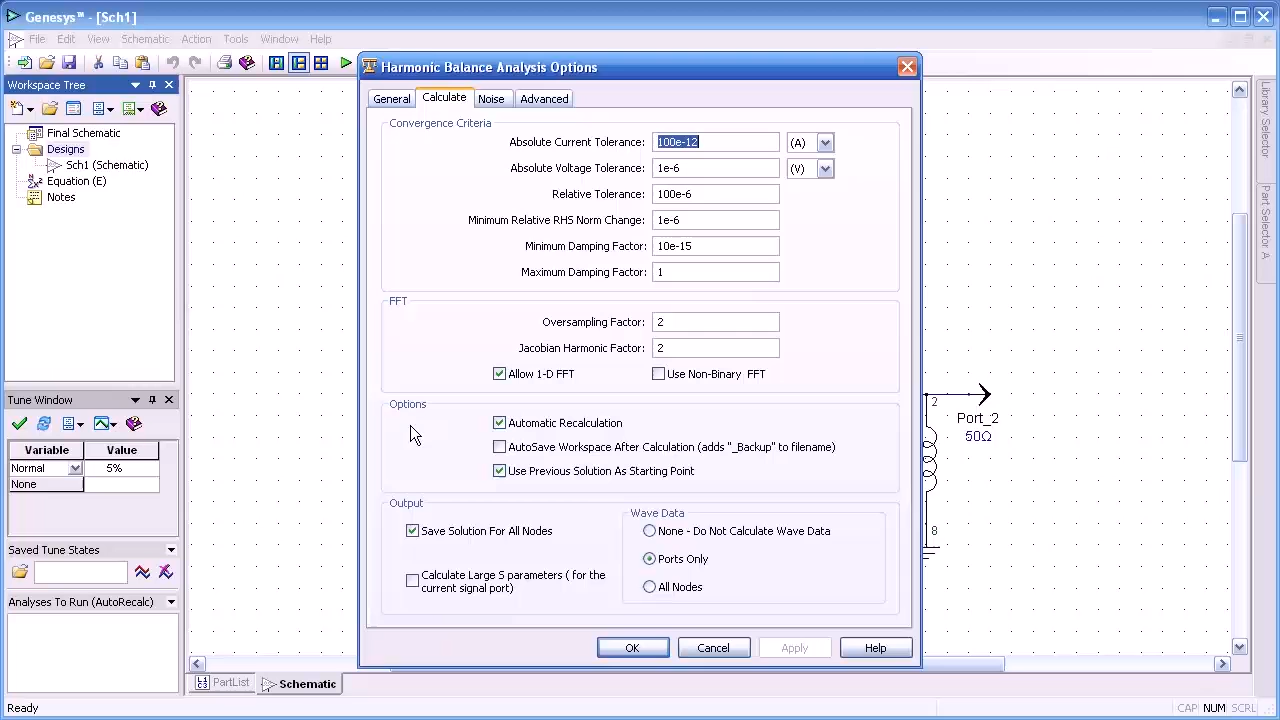 Genesys™ - [Sch1]
File Edit View Schematic Action Tools Window Help
Workspace Tree
Final Schematic
Designs
Sch1 (Schematic)
Equation (E)
Notes
Tune Window
Variable Value
Normal 5%
None
Saved Tune States
Analyses To Run (AutoRecalc)
Harmonic Balance Analysis Options
General Calculate Noise Advanced
Convergence Criteria
Absolute Current Tolerance: 100e-12 (A)
Absolute Voltage Tolerance: 1e-6 (V)
Relative Tolerance: 100e-6
Minimum Relative RHS Norm Change: 1e-6
Minimum Damping Factor: 10e-15
Maximum Damping Factor: 1
FFT
Oversampling Factor: 2
Jacobian Harmonic Factor: 2
Allow 1-D FFT Use Non-Binary FFT
Options
Automatic Recalculation
AutoSave Workspace After Calculation (adds "_Backup" to filename)
Use Previous Solution As Starting Point
Output
Save Solution For All Nodes
Calculate Large S parameters ( for the
current signal port)
Wave Data
None - Do Not Calculate Wave Data
Ports Only
All Nodes
OK Cancel Apply Help
2
Port_2
50Ω
8
Library Selector
Part Selector A
PartList Schematic
Ready CAP NUM SCRL